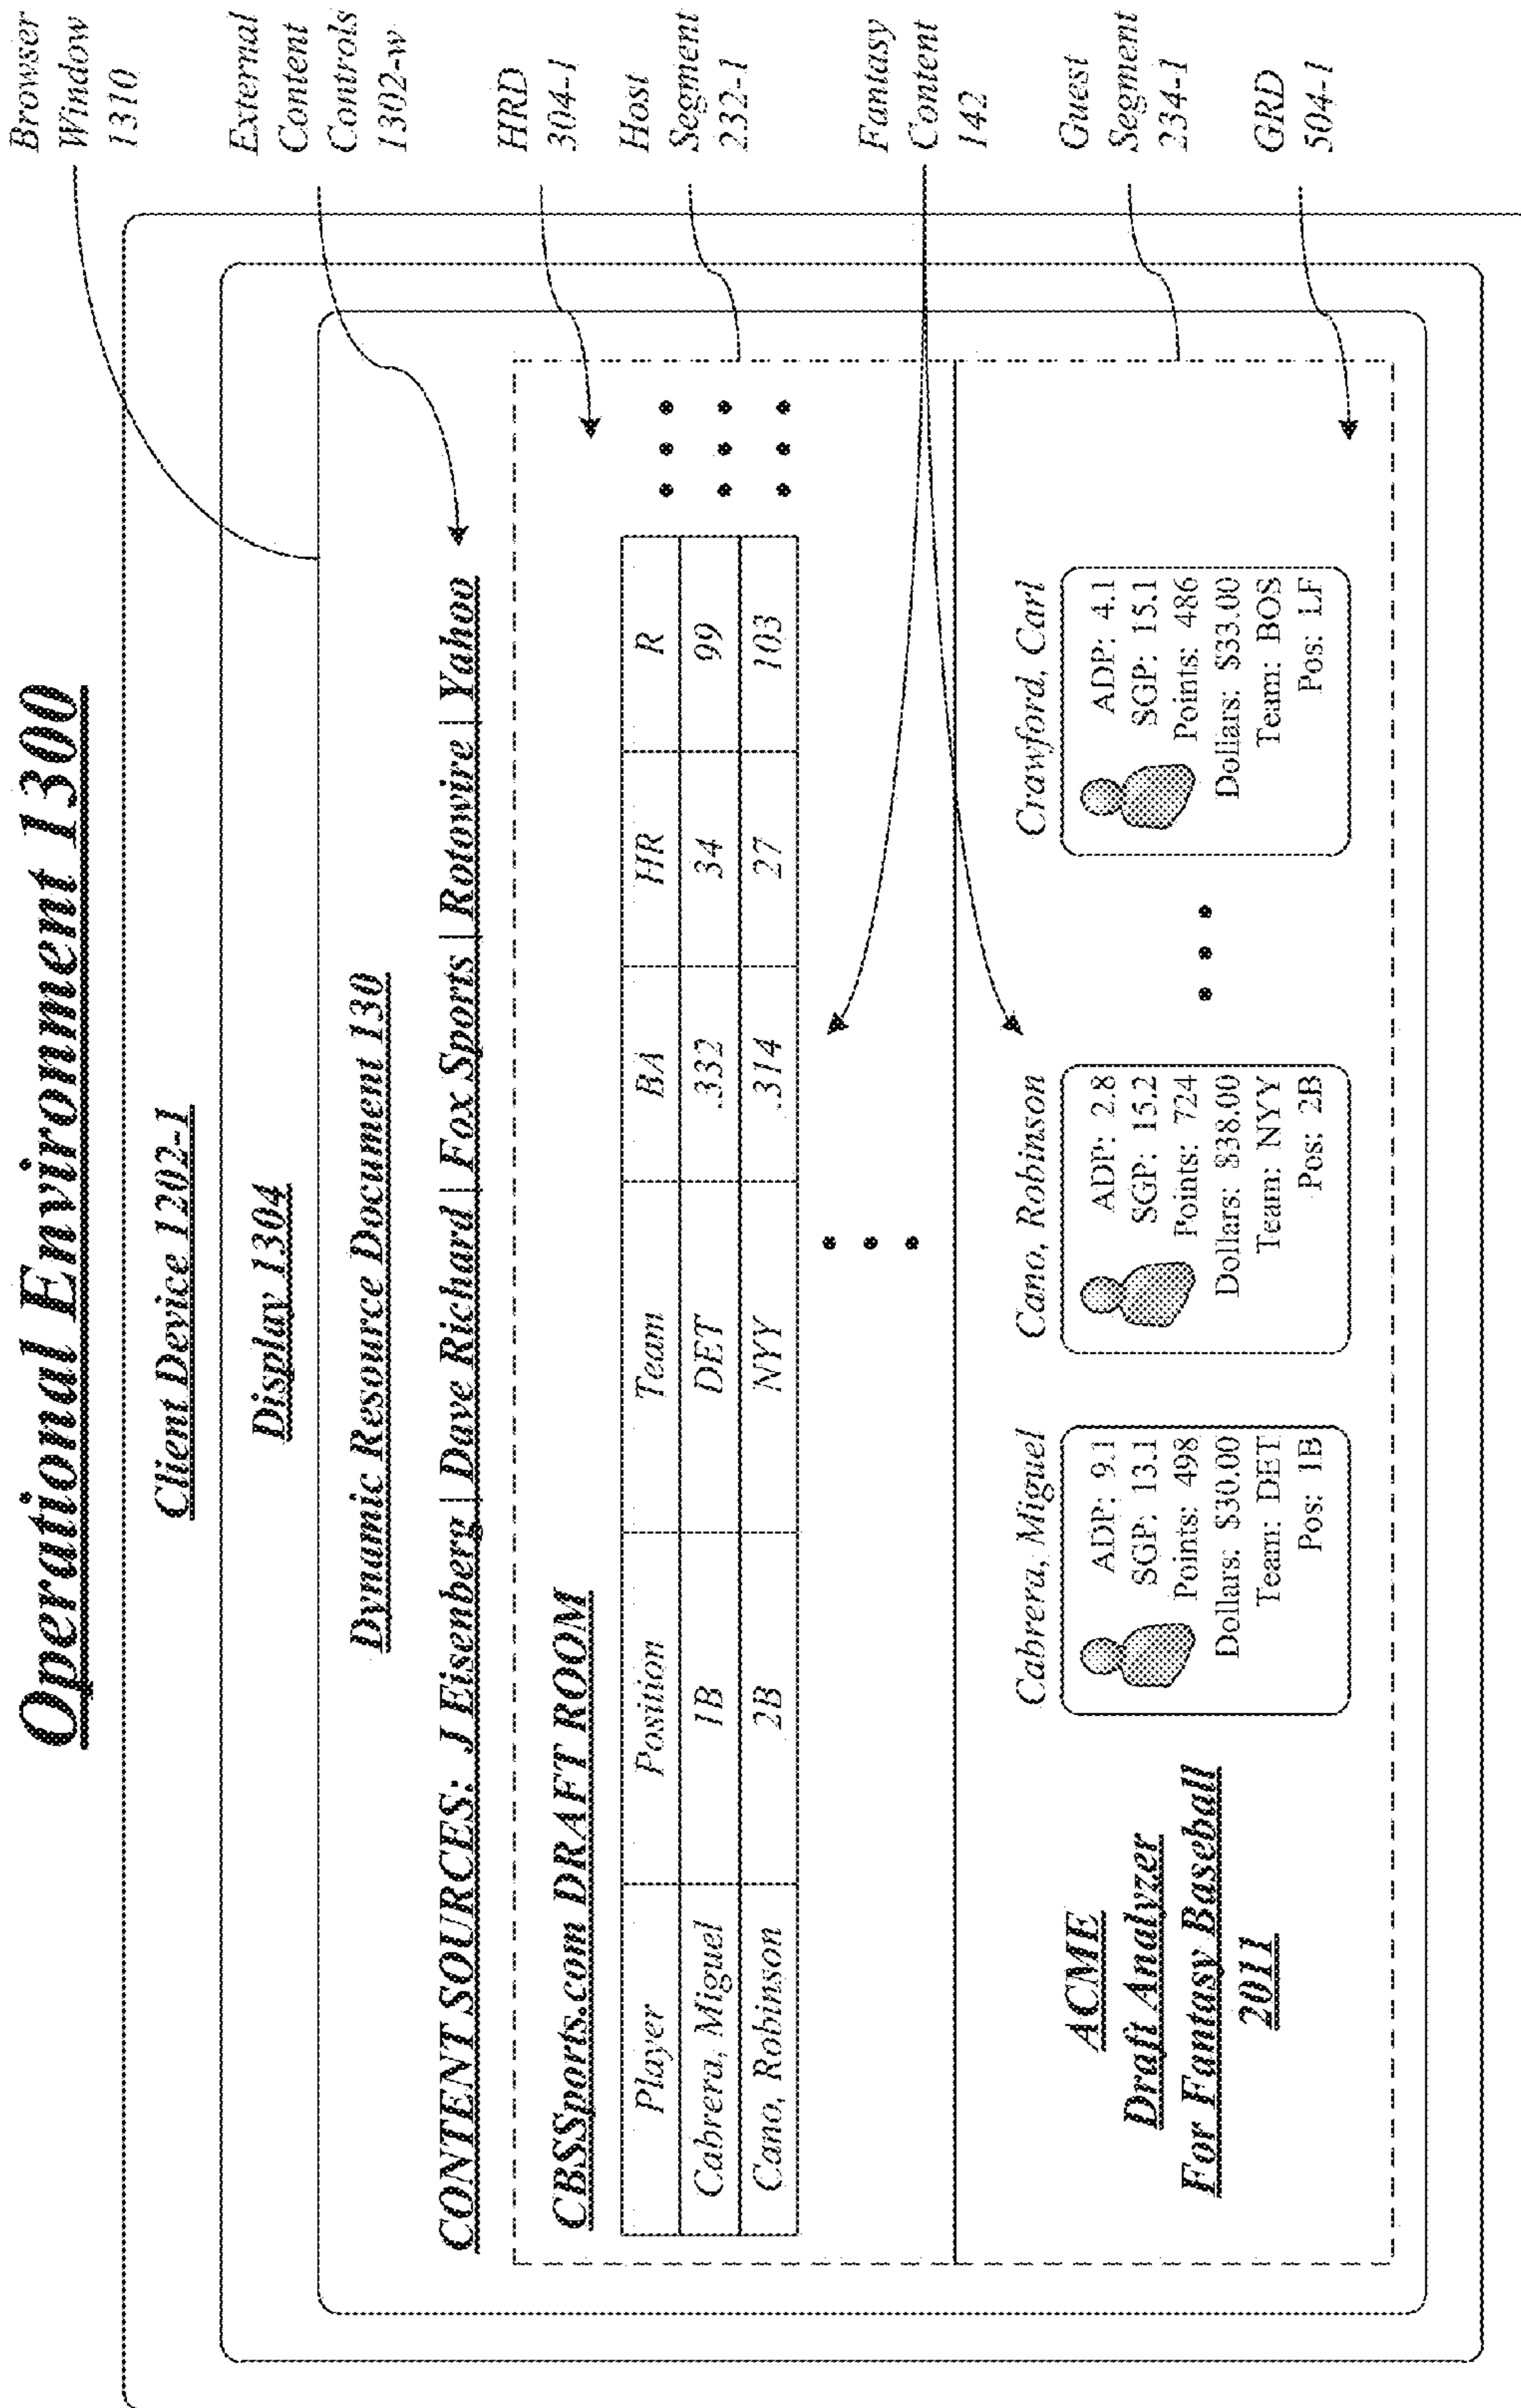 Operational Environment 1300
Client Device 1202-1
Display 1304
Dynamic Resource Document 130
CONTENT SOURCES: J Eisenberg | Dave Richard | Fox Sports | Rotowire | Yahoo
CBSSports.com DRAFT ROOM
Player Position Team BA HR R
Cabrera, Miguel 1B DET .332 34 99
Cano, Robinson 2B NYY .314 27 103
ACME
Draft Analyzer
For Fantasy Baseball
2011
Cabrera, Miguel
ADP: 9.1
SGP: 13.1
Points: 498
Dollars: $30.00
Team: DET
Pos: 1B
Cano, Robinson
ADP: 2.8
SGP: 15.2
Points: 724
Dollars: $38.00
Team: NYY
Pos: 2B
Crawford, Carl
ADP: 4.1
SGP: 15.1
Points: 486
Dollars: $33.00
Team: BOS
Pos: LF
Browser
Window
1310
External
Content
Controls
1302-w
HRD
304-1
Host
Segment
232-1
Fantasy
Content
142
Guest
Segment
234-1
GRD
504-1